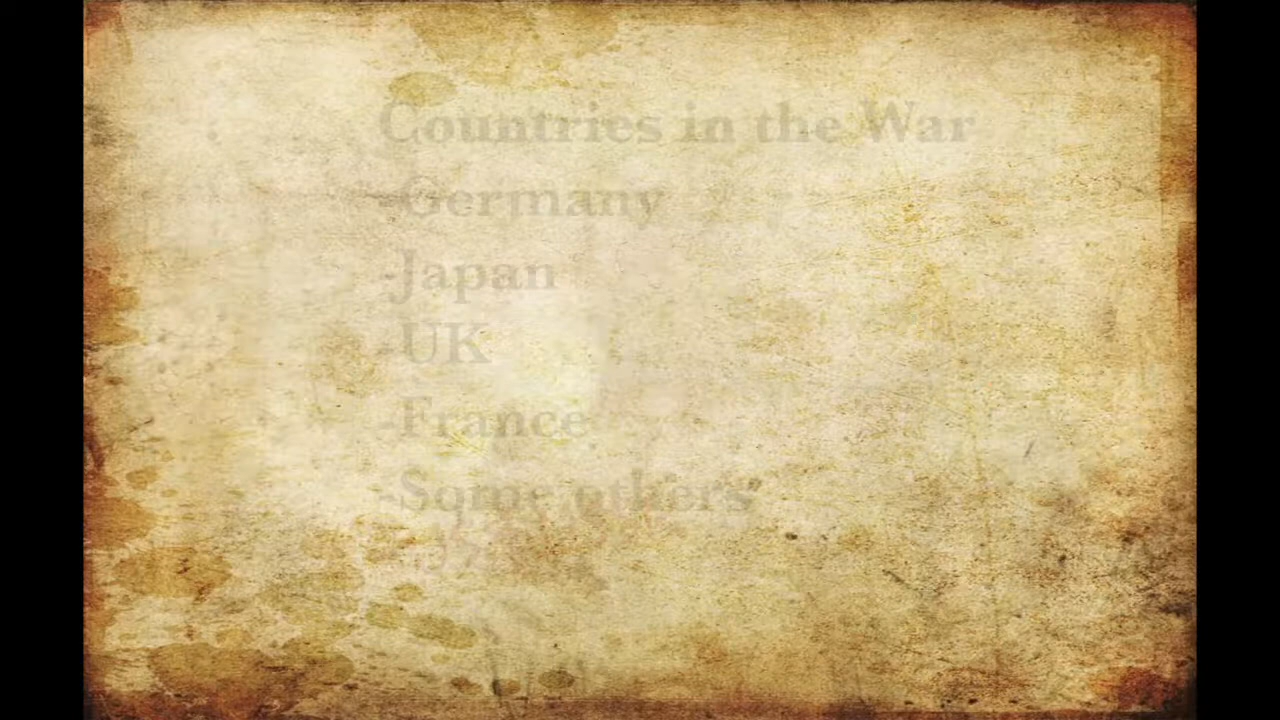 Countries in the War
-Germany
-Japan
-UK
-France
-Some others